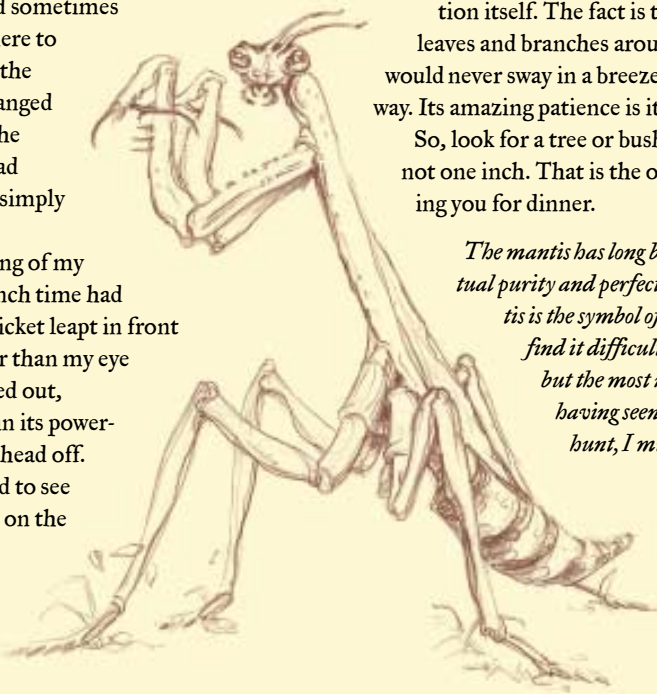 d sometimes
ere to
the
anged
he
ad
simply
ng of my
nch time had
icket leapt in front
r than my eye
ed out,
in its power-
head off.
d to see
on the
tion itself. The fact is t
leaves and branches arou
would never sway in a breeze
way. Its amazing patience is it
So, look for a tree or bush
not one inch. That is the o
ing you for dinner.
The mantis has long b
tual purity and perfect
tis is the symbol of
find it difficul
but the most
having seen
hunt, I m